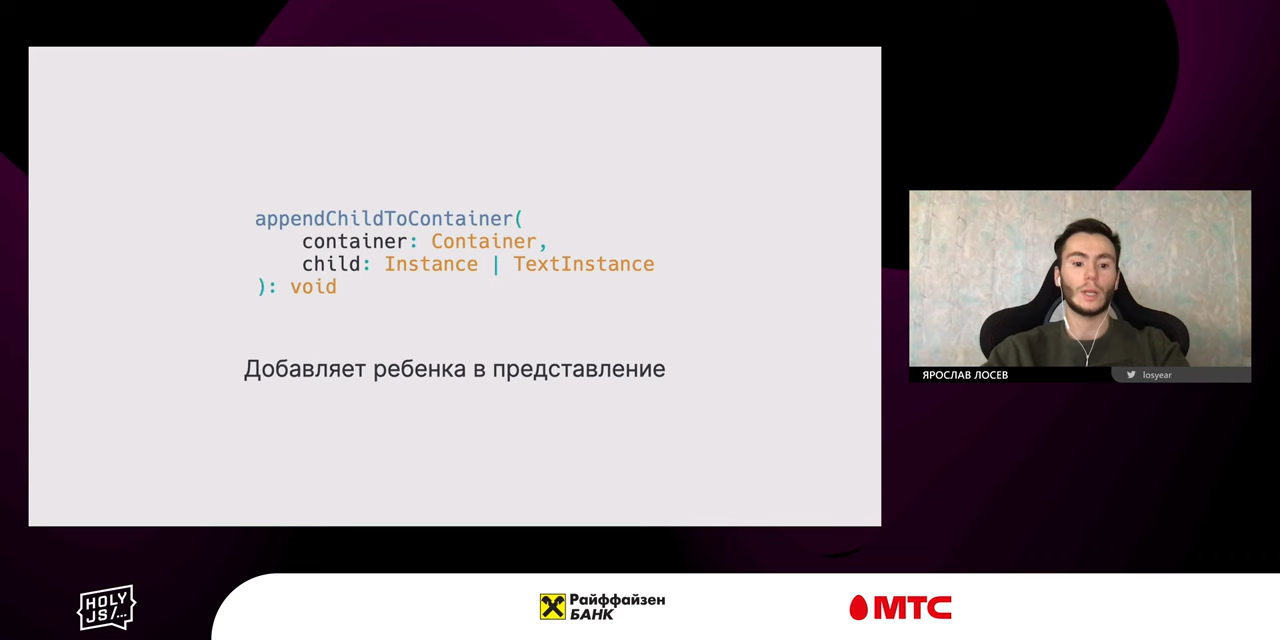 appendChildToContainer(
container: Container,
child: Instance | TextInstance
): void
Добавляет ребенка в представление
ЯРОСЛАВ ЛОСЕВ
losyear
HOLY
JS/...
Райффайзен
БАНК
МТС